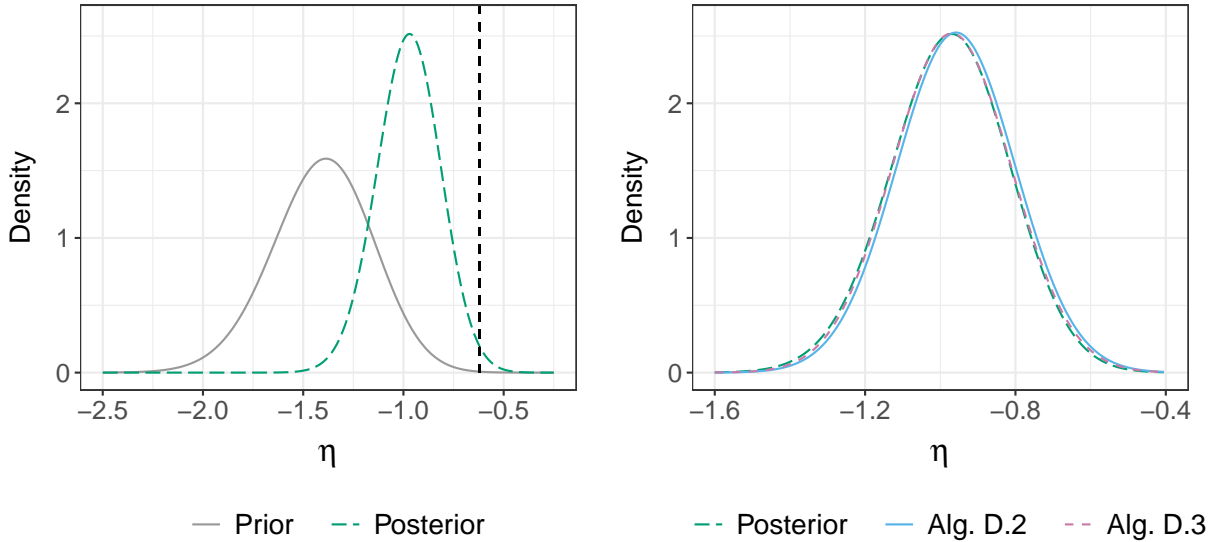 Density
2
1
0
−2.5 −2.0 −1.5 −1.0 −0.5
η
Prior Posterior
Density
2
1
0
−1.6 −1.2 −0.8 −0.4
η
Posterior Alg. D.2 Alg. D.3